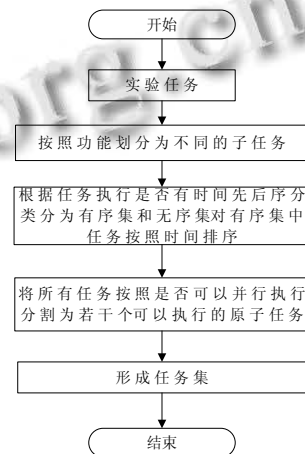 开始
实验任务
按照功能划分为不同的子任务
根据任务执行是否有时间先后序分
类分为有序集和无序集对有序集中
任务按照时间排序
将所有任务按照是否可以并行执行
分割为若干个可以执行的原子任务
形成任务集
结束